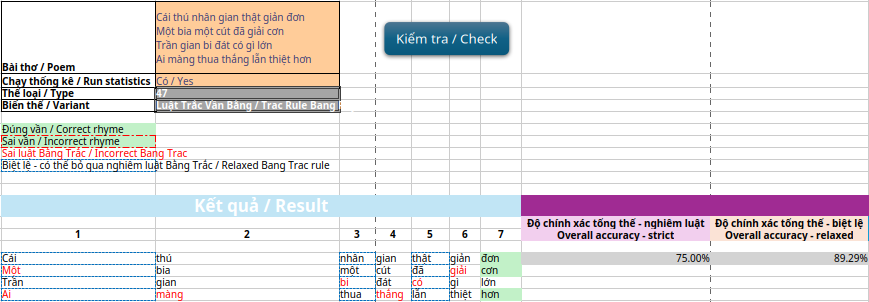 Cái thú nhân gian thật giản đơn
Một bia một cút đã giải cơn
Trần gian bi đát có gì lớn
Ai màng thua thắng lẫn thiệt hơn
Bài thơ / Poem
Kiểm tra / Check
Chạy thống kê / Run statistics Có / Yes
Thể loại / Type 47
Biến thể / Variant Luật Trắc Vần Bằng / Trac Rule Bang
Đúng vần / Correct rhyme
Sai vần / Incorrect rhyme
Sai luật Bằng Trắc / Incorrect Bang Trac
Biệt lệ - có thể bỏ qua nghiêm luật Bằng Trắc / Relaxed Bang Trac rule
Kết quả / Result
1 2 3 4 5 6 7
Độ chính xác tổng thể - nghiêm luật
Overall accuracy - strict
Độ chính xác tổng thể - biệt lệ
Overall accuracy - relaxed
Cái thú nhân gian thật giản đơn 75.00% 89.29%
Một bia một cút đã giải cơn
Trần gian bi đát có gì lớn
Ai màng thua thắng lẫn thiệt hơn